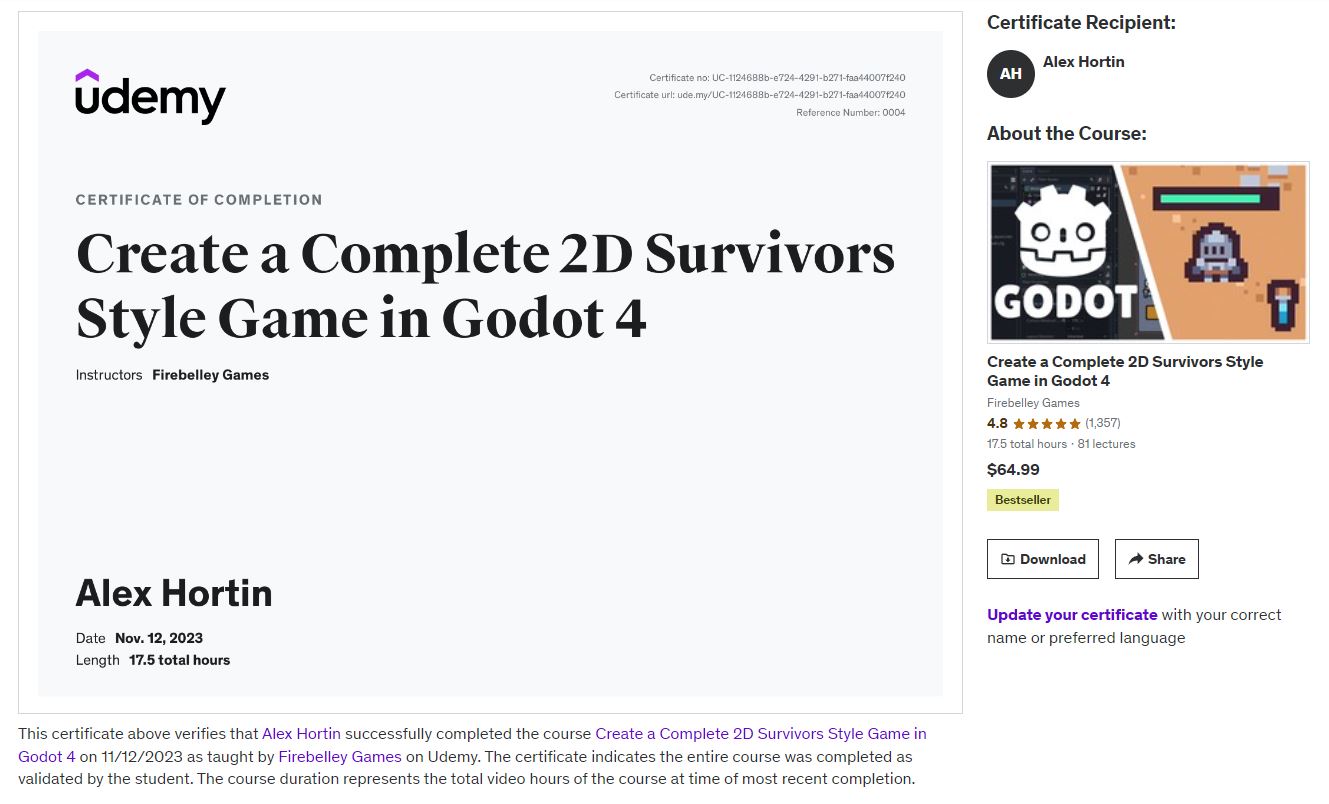 udemy
Certificate no: UC-1124688b-e724-4291-b271-faa44007f240
Certificate url: ude.my/UC-1124688b-e724-4291-b271-faa44007f240
Reference Number: 0004
CERTIFICATE OF COMPLETION
Create a Complete 2D Survivors
Style Game in Godot 4
Instructors Firebelley Games
Alex Hortin
Date Nov. 12, 2023
Length 17.5 total hours
This certificate above verifies that Alex Hortin successfully completed the course Create a Complete 2D Survivors Style Game in
Godot 4 on 11/12/2023 as taught by Firebelley Games on Udemy. The certificate indicates the entire course was completed as
validated by the student. The course duration represents the total video hours of the course at time of most recent completion.
Certificate Recipient:
AH
Alex Hortin
About the Course:
GODOT
Create a Complete 2D Survivors Style
Game in Godot 4
Firebelley Games
4.8 (1,357)
17.5 total hours · 81 lectures
$64.99
Bestseller
Download Share
Update your certificate with your correct
name or preferred language